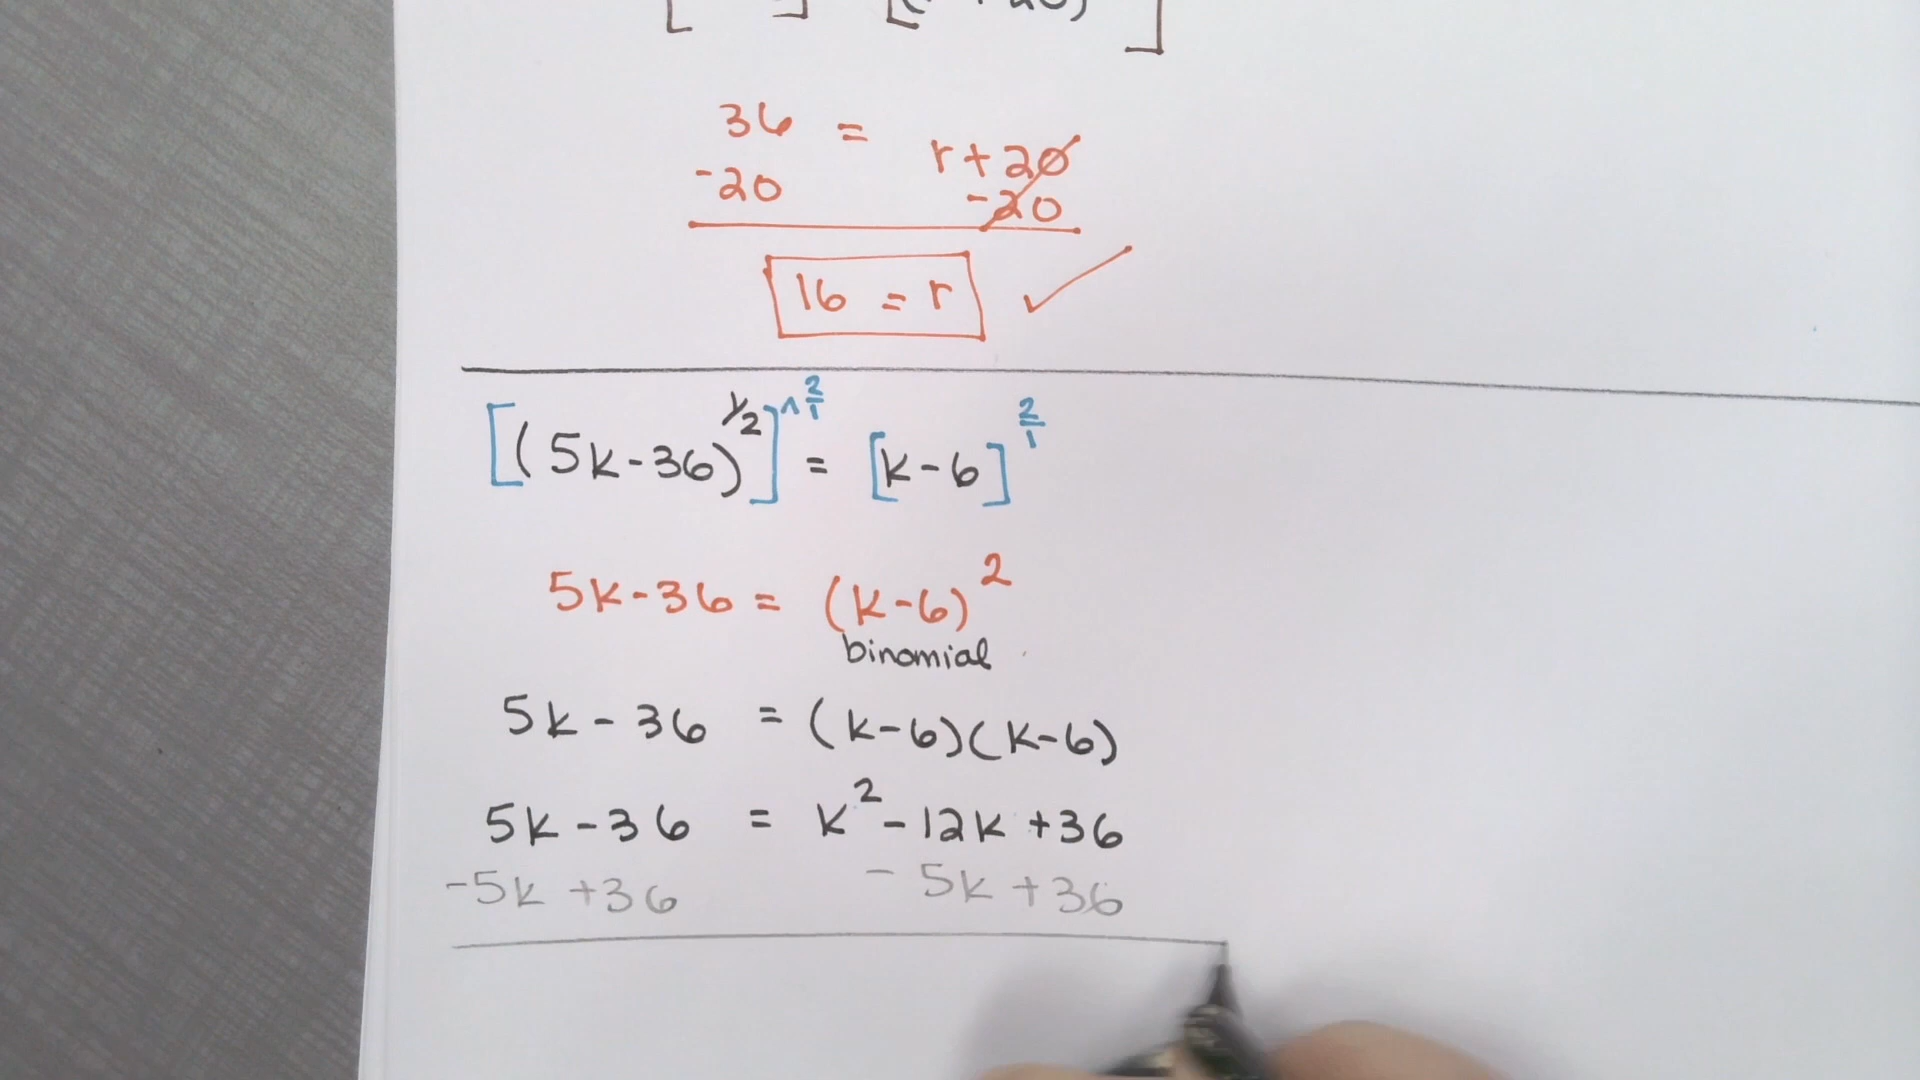 36 = r + 20
-20 -20
16 = r ✓
[(5k-36)^1/2]^2/1 = [k-6]^2/1
5k-36 = (k-6)^2
binomial
5k - 36 = (k-6)(k-6)
5k - 36 = k^2 - 12k + 36
-5k + 36 - 5k + 36